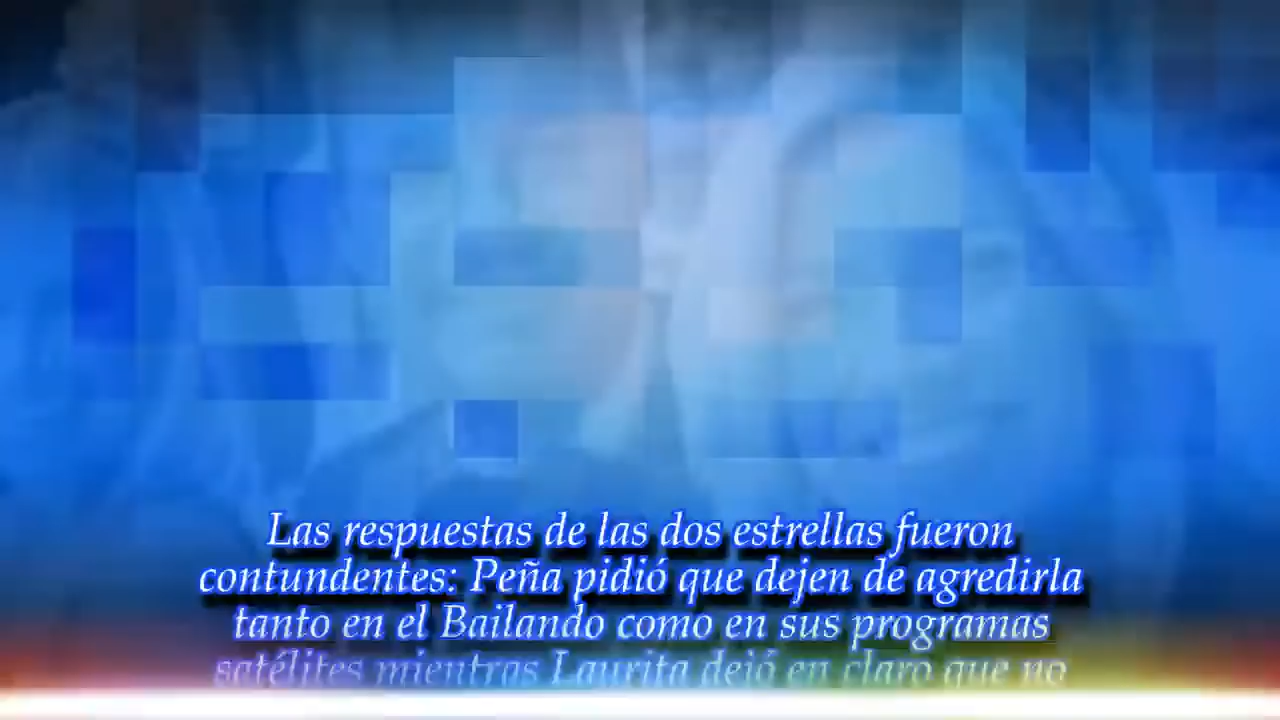 Las respuestas de las dos estrellas fueron
contundentes: Peña pidió que dejen de agredirla
tanto en el Bailando como en sus programas
satélites mientras Laurita dejó en claro que no